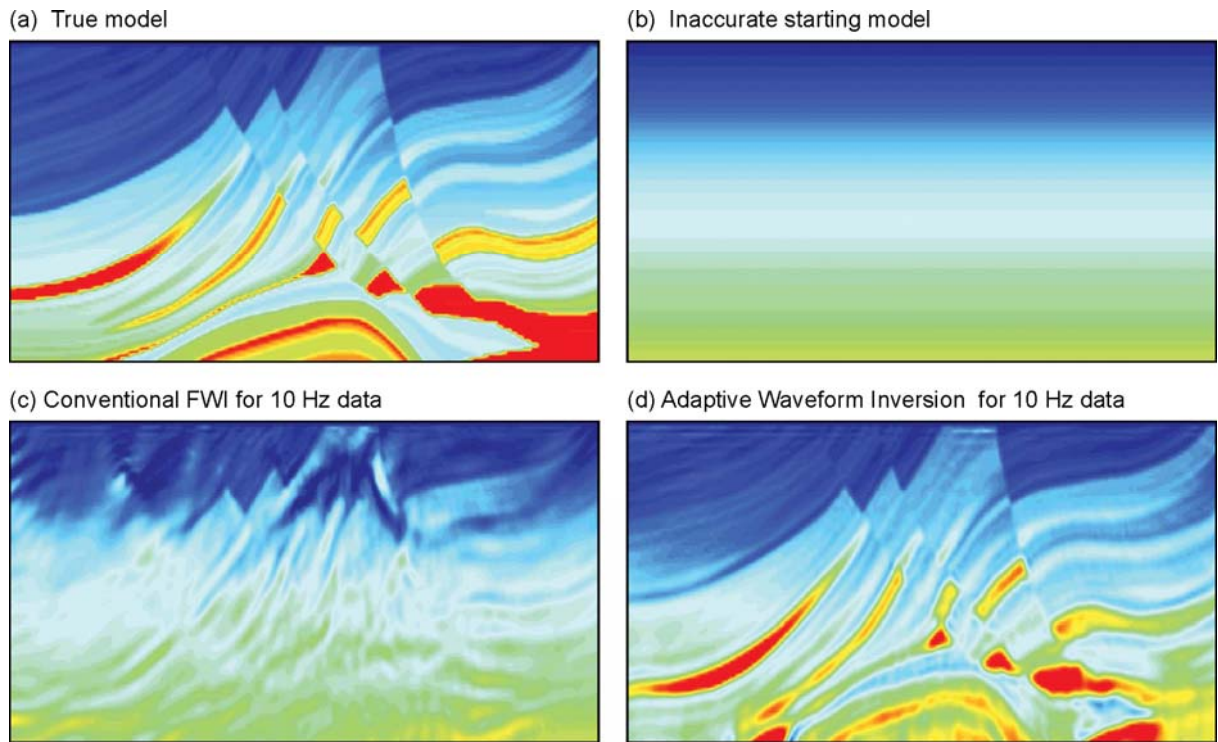 (a) True model
(b) Inaccurate starting model
(c) Conventional FWI for 10 Hz data
(d) Adaptive Waveform Inversion for 10 Hz data